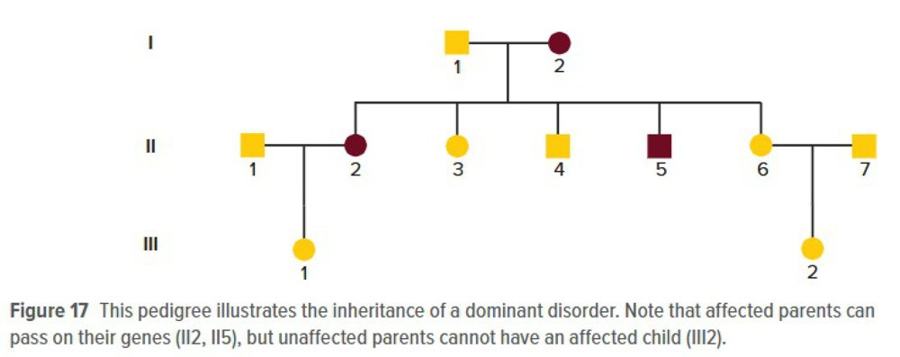 I
1 2
II
1 2 3 4 5 6 7
III
1 2
Figure 17 This pedigree illustrates the inheritance of a dominant disorder. Note that affected parents can
pass on their genes (II2, II5), but unaffected parents cannot have an affected child (III2).